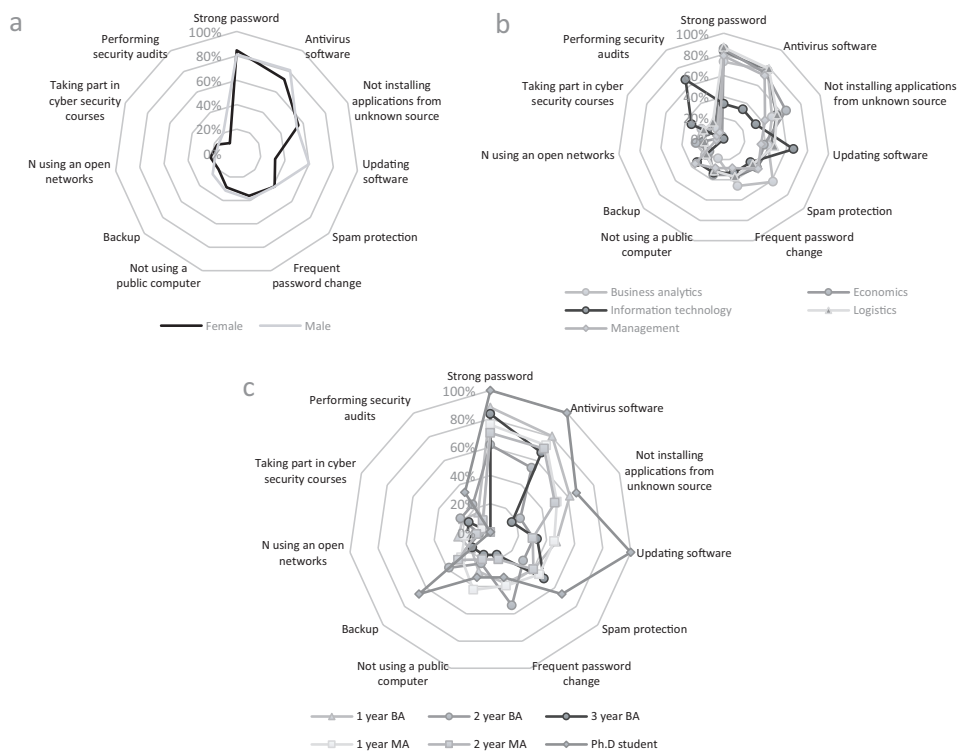 a
Strong password
100%
80%
60%
40%
20%
0%
Antivirus
software
Not installing
applications from
unknown source
Updating
software
Spam protection
Frequent
password change
Not using a
public computer
Backup
N using an open
networks
Taking part in
cyber security
courses
Performing
security audits
Female
Male
b
Strong password
100%
80%
60%
40%
20%
0%
Antivirus software
Not installing applications
from unknown source
Updating software
Spam protection
Frequent password
change
Not using a public
computer
Backup
N using an open networks
Taking part in cyber
security courses
Performing security
audits
Business analytics
Economics
Information technology
Logistics
Management
c
Strong password
100%
80%
60%
40%
20%
0%
Antivirus software
Not installing
applications from
unknown source
Updating software
Spam protection
Frequent password
change
Not using a public
computer
Backup
N using an open
networks
Taking part in cyber
security courses
Performing security
audits
1 year BA
2 year BA
3 year BA
1 year MA
2 year MA
Ph.D student